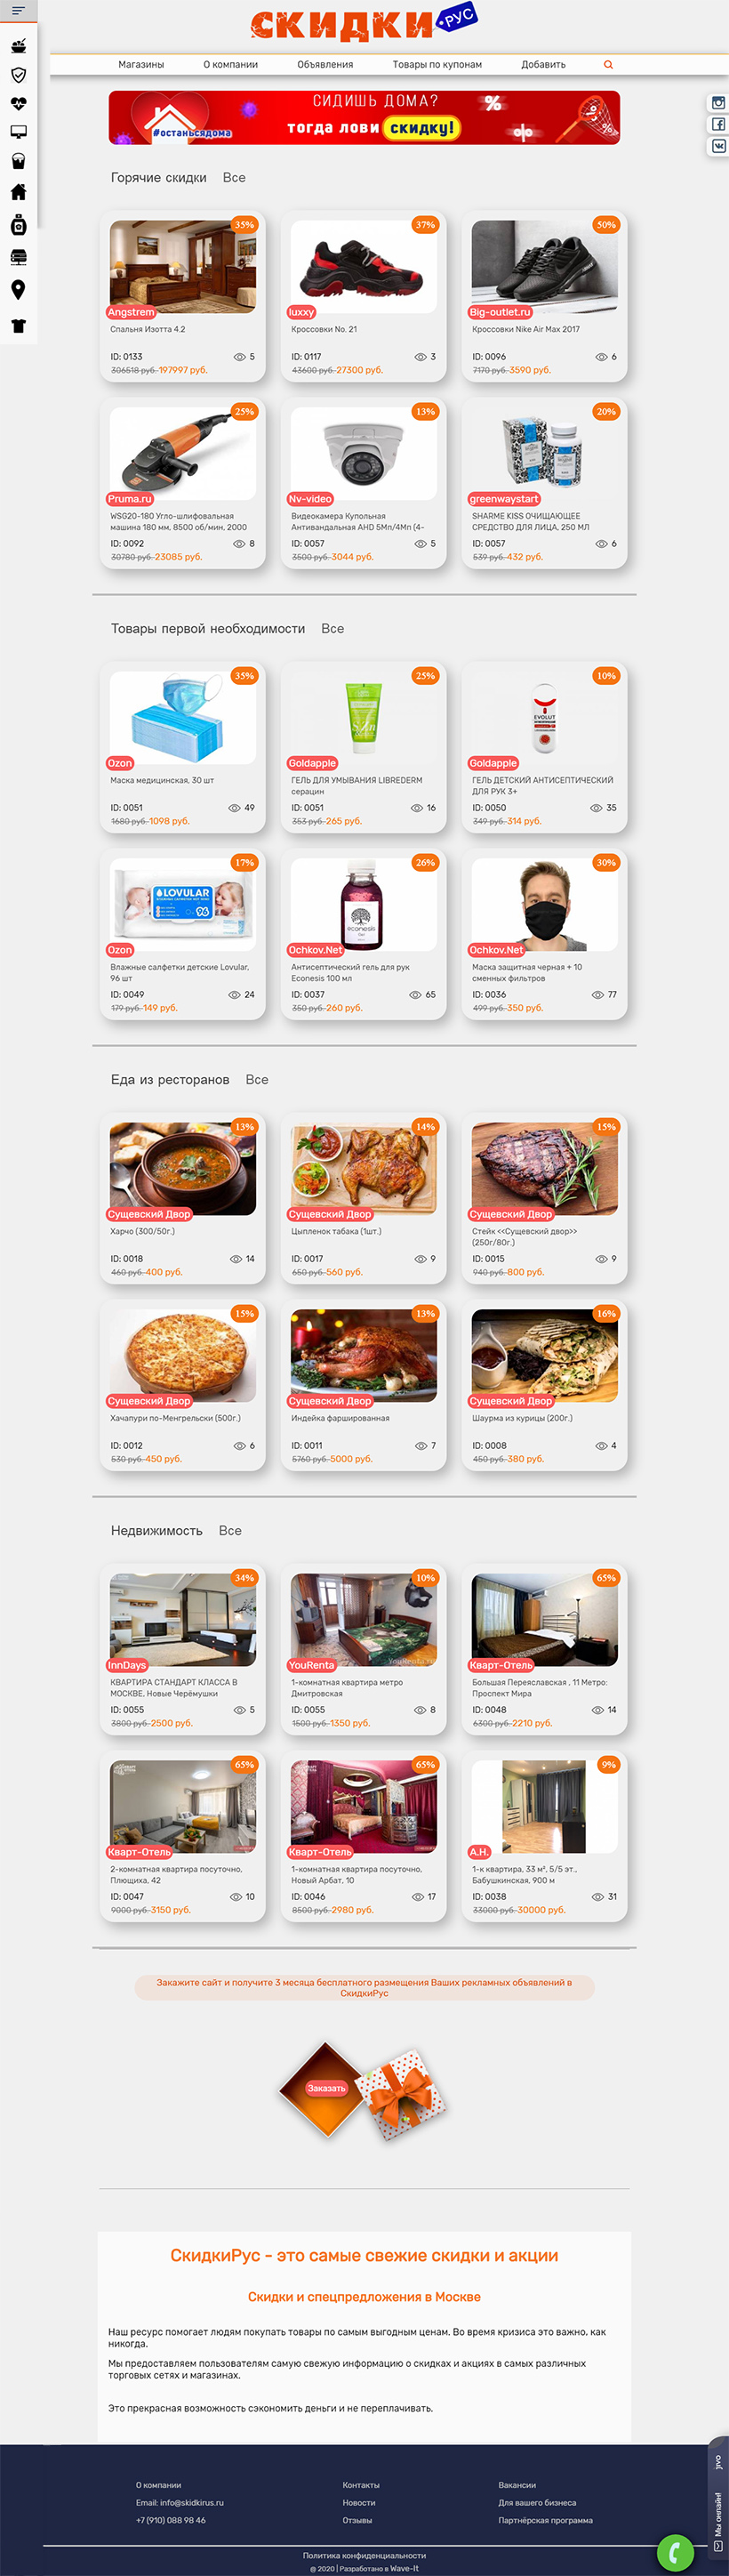 СКИДКИ РУС
Магазины О компании Объявления Товары по купонам Добавить
СИДИШЬ ДОМА?
#останьсядома тогда лови скидку! % % %
Горячие скидки Все
35%
Angstrem
Спальня Изотта 4.2
ID: 0133 5
306518 руб. 197997 руб.
37%
luxxy
Кроссовки No. 21
ID: 0117 3
43600 руб. 27300 руб.
50%
Big-outlet.ru
Кроссовки Nike Air Max 2017
ID: 0096 6
7170 руб. 3590 руб.
25%
Pruma.ru
WSG20-180 Угло-шлифовальная
машина 180 мм, 8500 об/мин, 2000
ID: 0092 8
30780 руб. 23085 руб.
13%
Nv-video
Видеокамера Купольная
Антивандальная AHD 5Мп/4Мп (4-
ID: 0057 5
3500 руб. 3044 руб.
20%
greenwaystart
SHARME KISS ОЧИЩАЮЩЕЕ
СРЕДСТВО ДЛЯ ЛИЦА, 250 МЛ
ID: 0057 6
539 руб. 432 руб.
Товары первой необходимости Все
35%
Ozon
Маска медицинская, 30 шт
ID: 0051 49
1680 руб. 1098 руб.
25%
Goldapple
ГЕЛЬ ДЛЯ УМЫВАНИЯ LIBREDERM
серацин
ID: 0051 16
353 руб. 265 руб.
10%
EVOLUT
Goldapple
ГЕЛЬ ДЕТСКИЙ АНТИСЕПТИЧЕСКИЙ
ДЛЯ РУК 3+
ID: 0050 35
349 руб. 314 руб.
17%
LOVULAR
96
Ozon
Влажные салфетки детские Lovular,
96 шт
ID: 0049 24
179 руб. 149 руб.
26%
econesis
Ochkov.Net
Антисептический гель для рук
Econesis 100 мл
ID: 0037 65
350 руб. 260 руб.
30%
Ochkov.Net
Маска защитная черная + 10
сменных фильтров
ID: 0036 77
499 руб. 350 руб.
Еда из ресторанов Все
13%
Сущевский Двор
Харчо (300/50г.)
ID: 0018 14
460 руб. 400 руб.
14%
Сущевский Двор
Цыпленок табака (1шт.)
ID: 0017 9
650 руб. 560 руб.
15%
Сущевский Двор
Стейк <<Сущевский двор>>
(250г/80г.)
ID: 0015 9
940 руб. 800 руб.
15%
Сущевский Двор
Хачапури по-Менгрельски (500г.)
ID: 0012 6
530 руб. 450 руб.
13%
Сущевский Двор
Индейка фаршированная
ID: 0011 7
5760 руб. 5000 руб.
16%
Сущевский Двор
Шаурма из курицы (200г.)
ID: 0008 4
450 руб. 380 руб.
Недвижимость Все
34%
InnDays
КВАРТИРА СТАНДАРТ КЛАССА В
МОСКВЕ, Новые Черёмушки
ID: 0055 5
3800 руб. 2500 руб.
10%
YouRenta
YouRenta
1-комнатная квартира метро
Дмитровская
ID: 0055 8
1500 руб. 1350 руб.
65%
Кварт-Отель
Большая Переяславская , 11 Метро:
Проспект Мира
ID: 0048 14
6300 руб. 2210 руб.
65%
Кварт-Отель
2-комнатная квартира посуточно,
Плющиха, 42
ID: 0047 10
9000 руб. 3150 руб.
65%
Кварт-Отель
1-комнатная квартира посуточно,
Новый Арбат, 10
ID: 0046 17
8500 руб. 2980 руб.
9%
А.Н.
1-к квартира, 33 м², 5/5 эт.,
Бабушкинская, 900 м
ID: 0038 31
33000 руб. 30000 руб.
Закажите сайт и получите 3 месяца бесплатного размещения Ваших рекламных объявлений в
СкидкиРус
Заказать
СкидкиРус - это самые свежие скидки и акции
Скидки и спецпредложения в Москве
Наш ресурс помогает людям покупать товары по самым выгодным ценам. Во время кризиса это важно, как
никогда.
Мы предоставляем пользователям самую свежую информацию о скидках и акциях в самых различных
торговых сетях и магазинах.
Это прекрасная возможность сэкономить деньги и не переплачивать.
jivo
Мы онлайн!
О компании Контакты Вакансии
Email: info@skidkirus.ru Новости Для вашего бизнеса
+7 (910) 088 98 46 Отзывы Партнёрская программа
Политика конфиденциальности
@ 2020 | Разработано в Wave-It